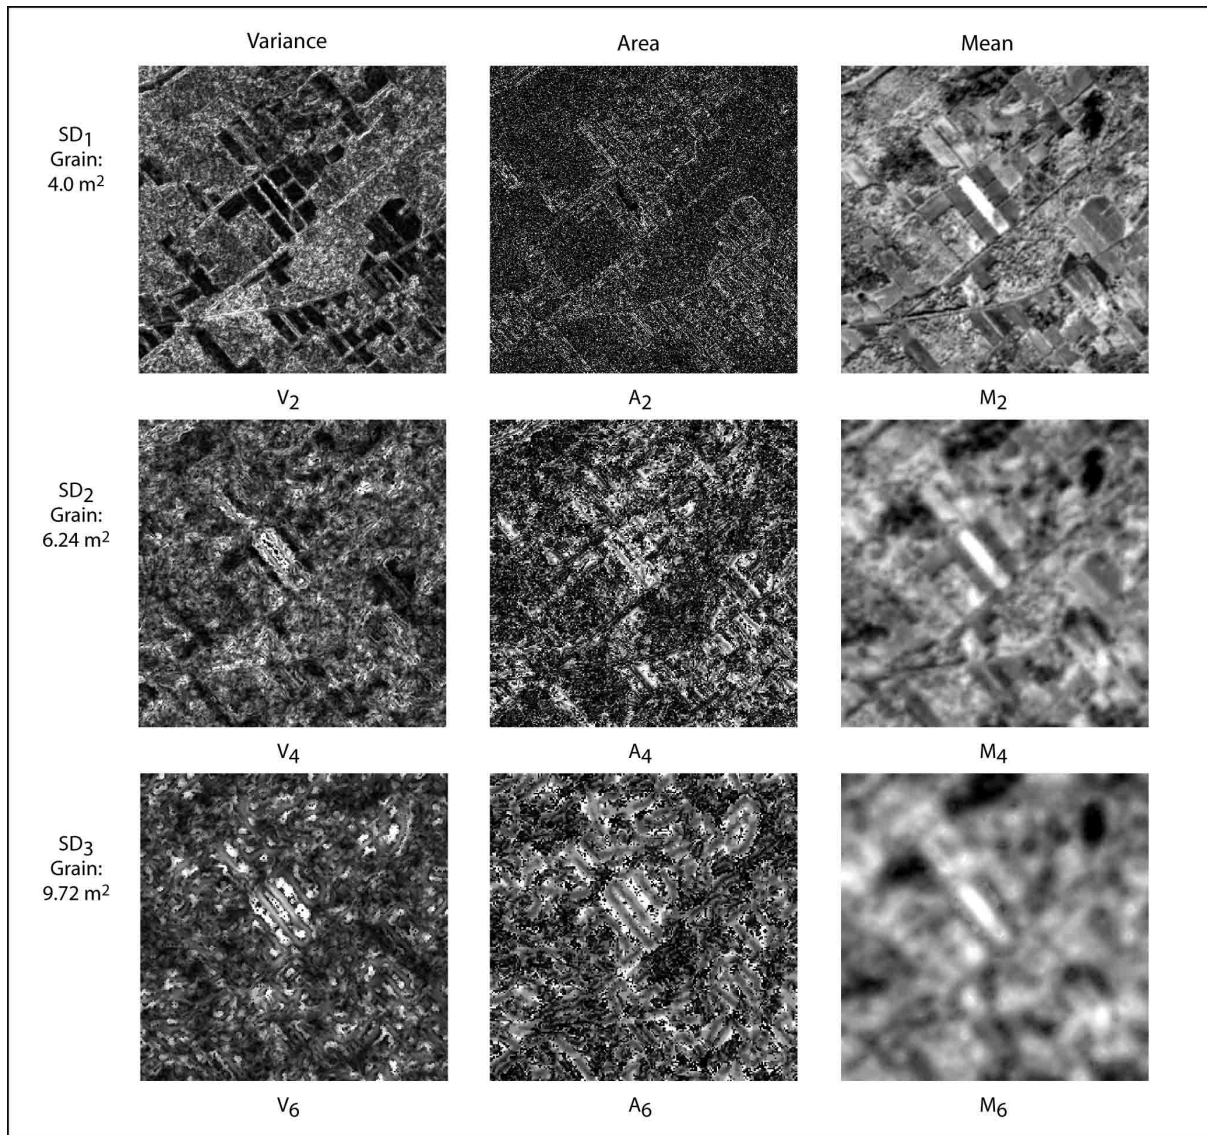 Variance Area Mean
SD1
Grain:
4.0 m2
V2 A2 M2
SD2
Grain:
6.24 m2
V4 A4 M4
SD3
Grain:
9.72 m2
V6 A6 M6